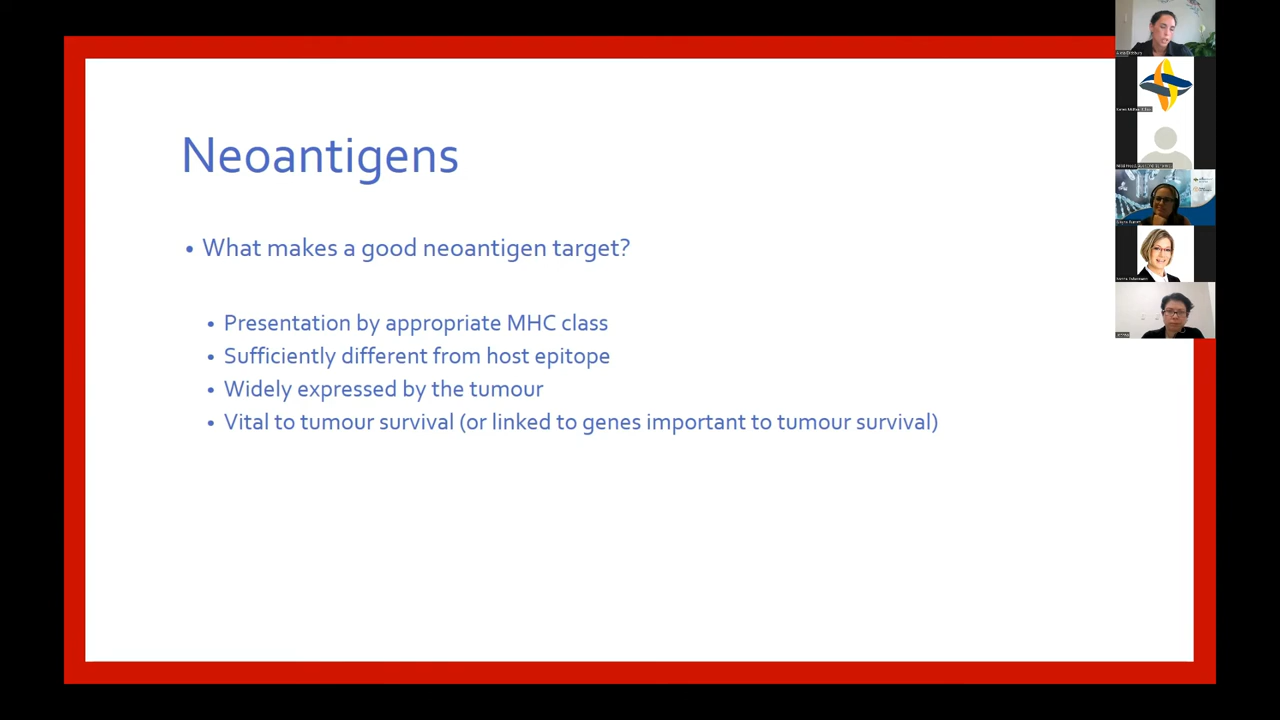 Neoantigens
• What makes a good neoantigen target?
• Presentation by appropriate MHC class
• Sufficiently different from host epitope
• Widely expressed by the tumour
• Vital to tumour survival (or linked to genes important to tumour survival)